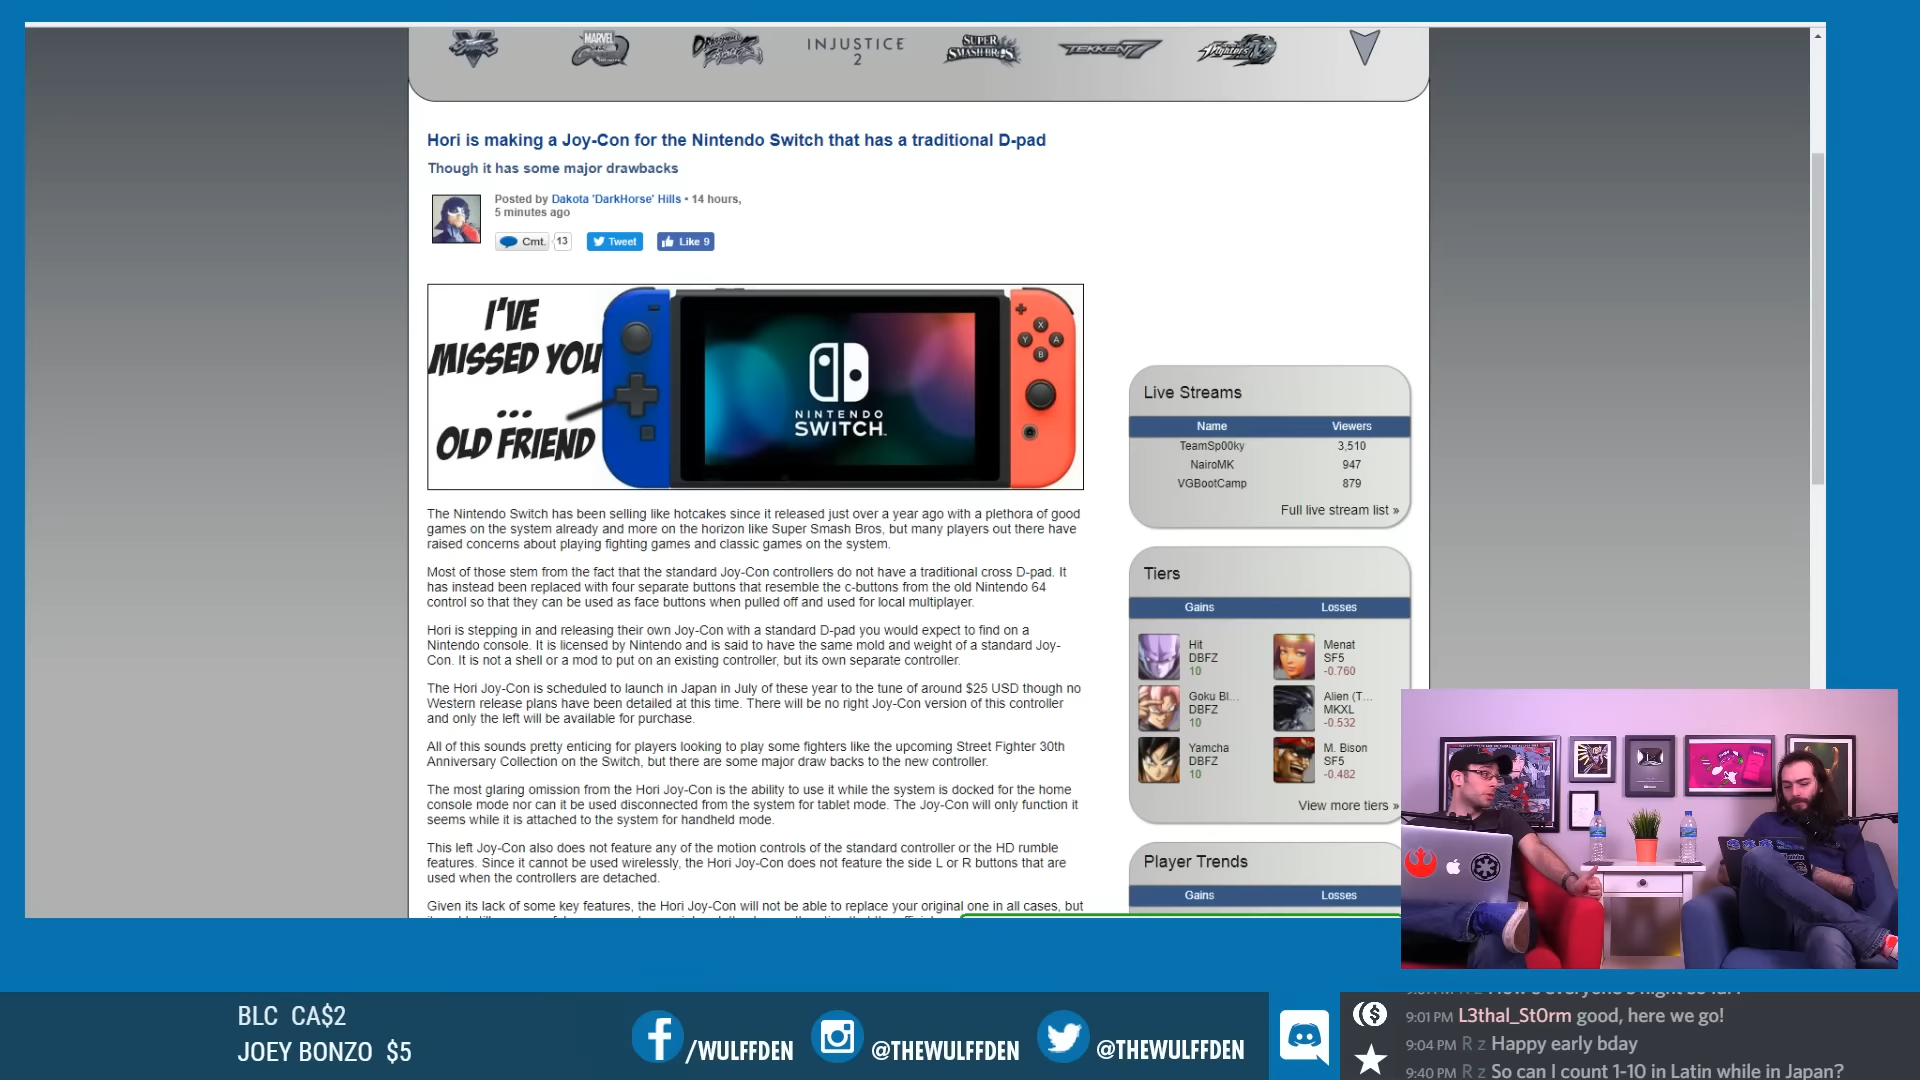 MARVEL
INJUSTICE
2
SUPER
SMASH BROS.
TEKKEN 7
Hori is making a Joy-Con for the Nintendo Switch that has a traditional D-pad
Though it has some major drawbacks
Posted by Dakota 'DarkHorse' Hills • 14 hours,
5 minutes ago
Cmt. 13 Tweet Like 9
I'VE
MISSED YOU
...
OLD FRIEND
NINTENDO
SWITCH
X
Y A
B
The Nintendo Switch has been selling like hotcakes since it released just over a year ago with a plethora of good
games on the system already and more on the horizon like Super Smash Bros, but many players out there have
raised concerns about playing fighting games and classic games on the system.
Most of those stem from the fact that the standard Joy-Con controllers do not have a traditional cross D-pad. It
has instead been replaced with four separate buttons that resemble the c-buttons from the old Nintendo 64
control so that they can be used as face buttons when pulled off and used for local multiplayer.
Hori is stepping in and releasing their own Joy-Con with a standard D-pad you would expect to find on a
Nintendo console. It is licensed by Nintendo and is said to have the same mold and weight of a standard Joy-
Con. It is not a shell or a mod to put on an existing controller, but its own separate controller.
The Hori Joy-Con is scheduled to launch in Japan in July of these year to the tune of around $25 USD though no
Western release plans have been detailed at this time. There will be no right Joy-Con version of this controller
and only the left will be available for purchase.
All of this sounds pretty enticing for players looking to play some fighters like the upcoming Street Fighter 30th
Anniversary Collection on the Switch, but there are some major draw backs to the new controller.
The most glaring omission from the Hori Joy-Con is the ability to use it while the system is docked for the home
console mode nor can it be used disconnected from the system for tablet mode. The Joy-Con will only function it
seems while it is attached to the system for handheld mode.
This left Joy-Con also does not feature any of the motion controls of the standard controller or the HD rumble
features. Since it cannot be used wirelessly, the Hori Joy-Con does not feature the side L or R buttons that are
used when the controllers are detached.
Given its lack of some key features, the Hori Joy-Con will not be able to replace your original one in all cases, but
Live Streams
Name Viewers
TeamSp00ky 3,510
NairoMK 947
VGBootCamp 879
Full live stream list »
Tiers
Gains Losses
Hit
DBFZ
10
Menat
SF5
-0.760
Goku Bl...
DBFZ
10
Alien (T...
MKXL
-0.532
Yamcha
DBFZ
10
M. Bison
SF5
-0.482
View more tiers »
Player Trends
Gains Losses
BLC CA$2
JOEY BONZO $5
/WULFFDEN
@THEWULFFDEN
@THEWULFFDEN
9:01 PM L3thal_St0rm good, here we go!
9:04 PM R z Happy early bday
9:40 PM R z So can I count 1-10 in Latin while in Japan?